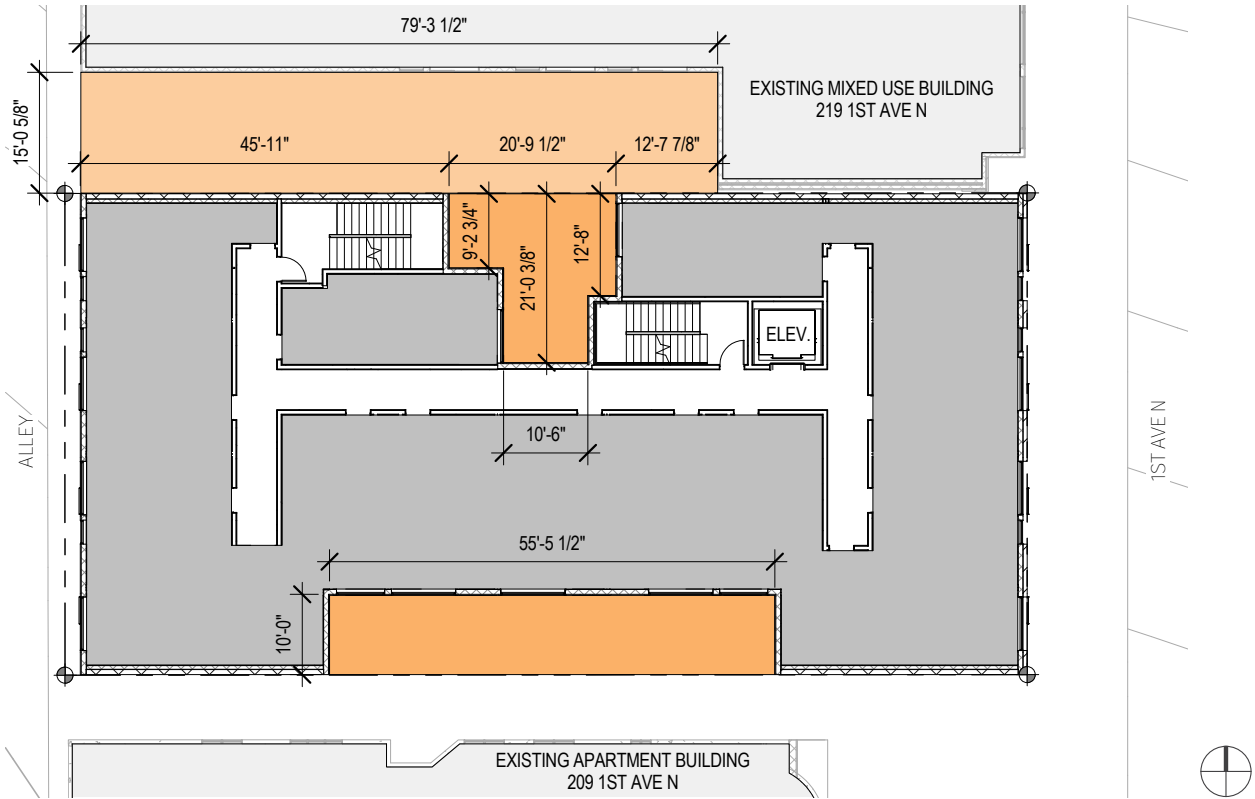 79'-3 1/2"
EXISTING MIXED USE BUILDING
219 1ST AVE N
15'-0 5/8"
45'-11"
20'-9 1/2"
12'-7 7/8"
9'-2 3/4"
21'-0 3/8"
12'-8"
ELEV.
ALLEY
1ST AVE N
10'-6"
55'-5 1/2"
10'-0"
EXISTING APARTMENT BUILDING
209 1ST AVE N